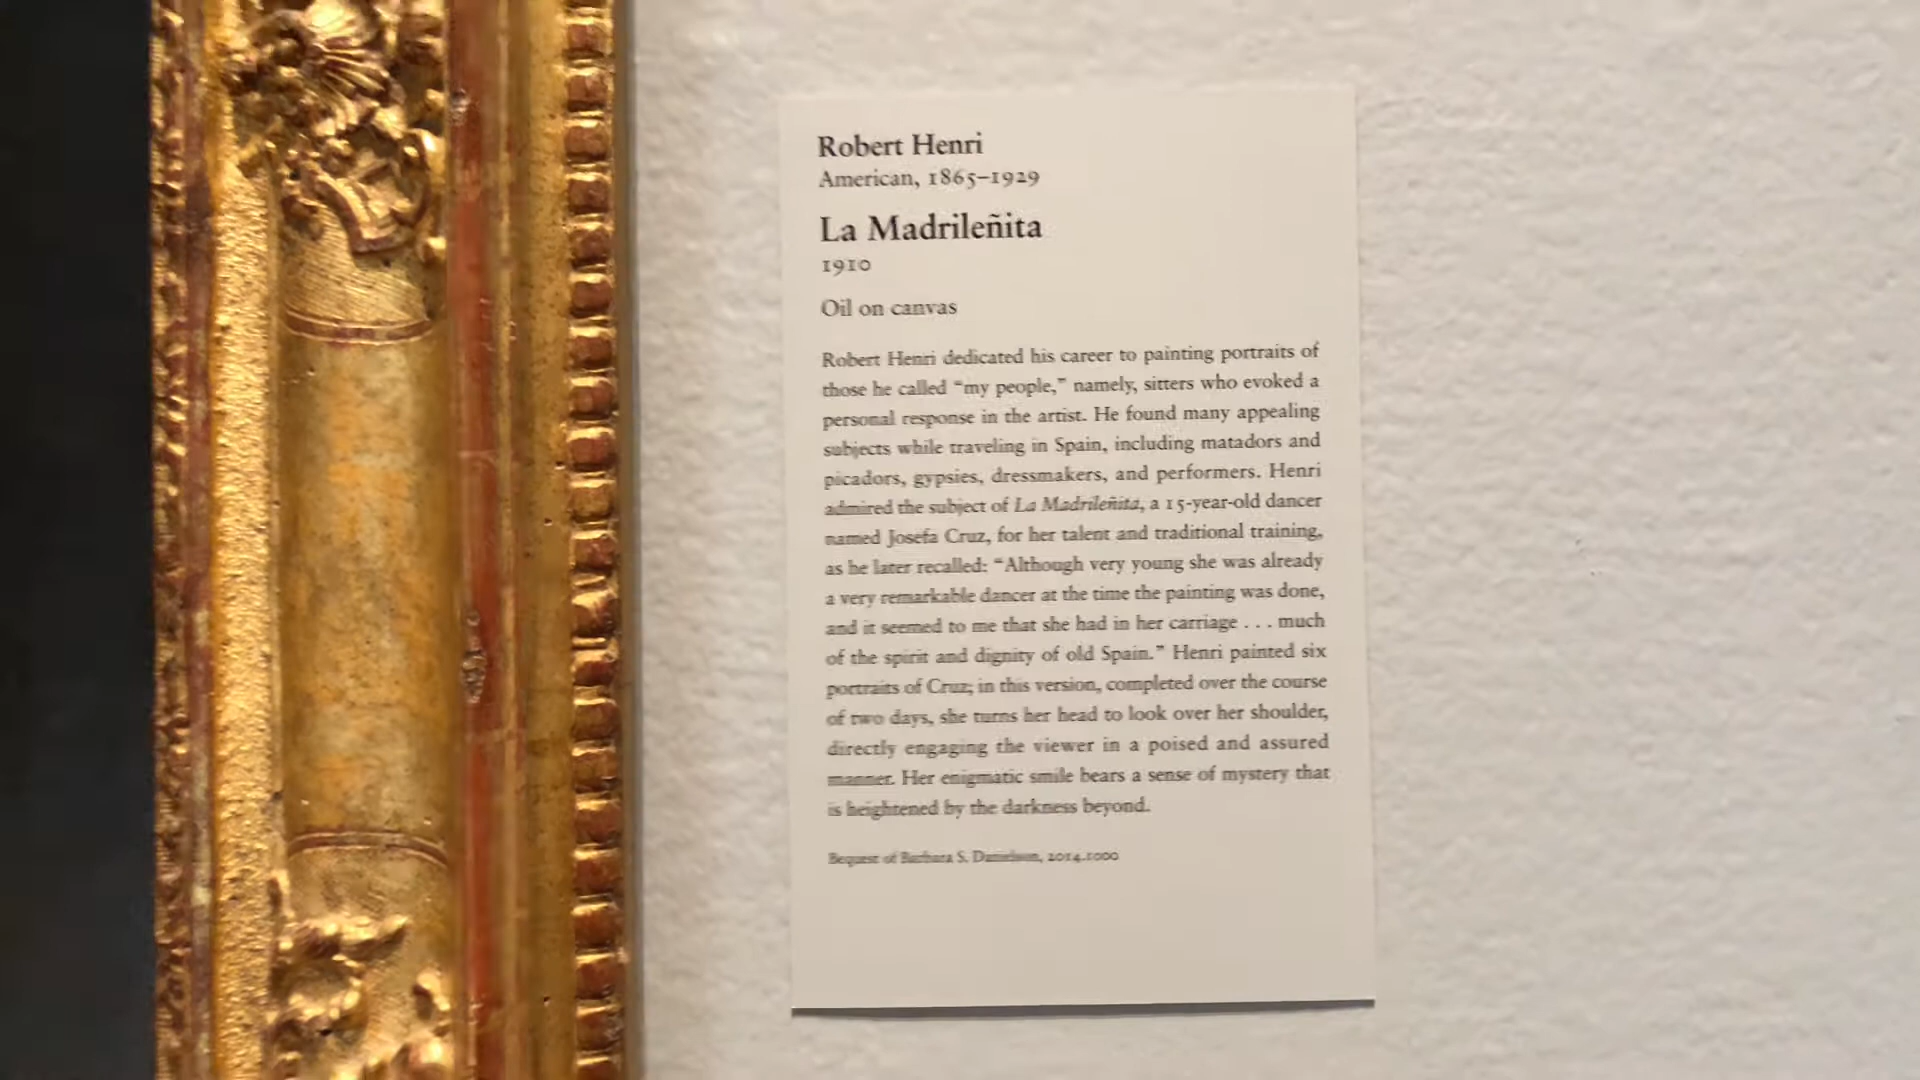 Robert Henri
American, 1865–1929
La Madrileñita
1910
Oil on canvas
Robert Henri dedicated his career to painting portraits of
those he called “my people,” namely, sitters who evoked a
personal response in the artist. He found many appealing
subjects while traveling in Spain, including matadors and
picadors, gypsies, dressmakers, and performers. Henri
admired the subject of La Madrileñita, a 15-year-old dancer
named Josefa Cruz, for her talent and traditional training,
as he later recalled: “Although very young she was already
a very remarkable dancer at the time the painting was done,
and it seemed to me that she had in her carriage . . . much
of the spirit and dignity of old Spain.” Henri painted six
portraits of Cruz; in this version, completed over the course
of two days, she turns her head to look over her shoulder,
directly engaging the viewer in a poised and assured
manner. Her enigmatic smile bears a sense of mystery that
is heightened by the darkness beyond.
Bequest of Barbara S. Danielson, 2014.1000